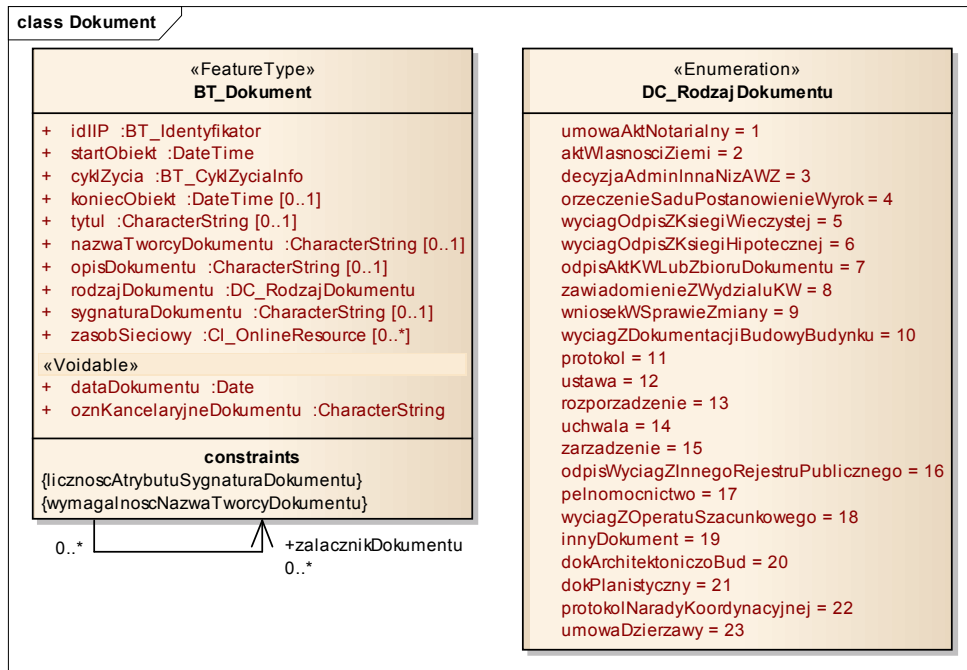 class Dokument
«FeatureType»
BT_Dokument
+ idIIP :BT_Identyfikator
+ startObiekt :DateTime
+ cyklZycia :BT_CyklZyciaInfo
+ koniecObiekt :DateTime [0..1]
+ tytul :CharacterString [0..1]
+ nazwaTworcyDokumentu :CharacterString [0..1]
+ opisDokumentu :CharacterString [0..1]
+ rodzajDokumentu :DC_RodzajDokumentu
+ sygnaturaDokumentu :CharacterString [0..1]
+ zasobSieciowy :CI_OnlineResource [0..*]
«Voidable»
+ dataDokumentu :Date
+ oznKancelaryjneDokumentu :CharacterString
constraints
{licznoscAtrybutuSygnaturaDokumentu}
{wymagalnoscNazwaTworcyDokumentu}
0..*
+zalacznikDokumentu
0..*
«Enumeration»
DC_RodzajDokumentu
umowaAktNotarialny = 1
aktWlasnosciZiemi = 2
decyzjaAdminInnaNizAWZ = 3
orzeczenieSaduPostanowienieWyrok = 4
wyciagOdpisZKsiegiWieczystej = 5
wyciagOdpisZKsiegiHipotecznej = 6
odpisAktKWLubZbioruDokumentu = 7
zawiadomienieZWydzialuKW = 8
wniosekWSprawieZmiany = 9
wyciagZDokumentacjiBudowyBudynku = 10
protokol = 11
ustawa = 12
rozporzadzenie = 13
uchwala = 14
zarzadzenie = 15
odpisWyciagZInnegoRejestruPublicznego = 16
pelnomocnictwo = 17
wyciagZOperatuSzacunkowego = 18
innyDokument = 19
dokArchitektoniczoBud = 20
dokPlanistyczny = 21
protokolNaradyKoordynacyjnej = 22
umowaDzierzawy = 23